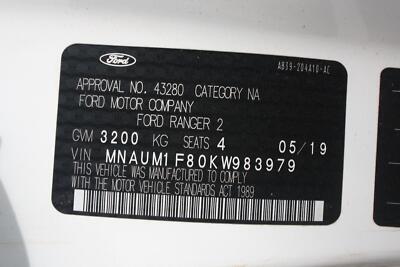 Ford
AB39-204A10-AC
APPROVAL NO. 43280 CATEGORY NA
FORD MOTOR COMPANY
FORD RANGER 2
GVM 3200 KG SEATS 4 05/19
VIN MNAUM1F80KW983979
THIS VEHICLE WAS MANUFACTURED TO COMPLY
WITH THE MOTOR VEHICLE STANDARDS ACT 1989